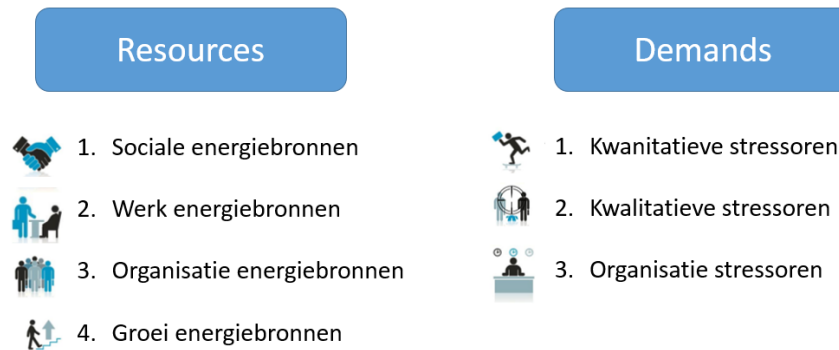 Resources
1. Sociale energiebronnen
2. Werk energiebronnen
3. Organisatie energiebronnen
4. Groei energiebronnen
Demands
1. Kwanitatieve stressoren
2. Kwalitatieve stressoren
3. Organisatie stressoren